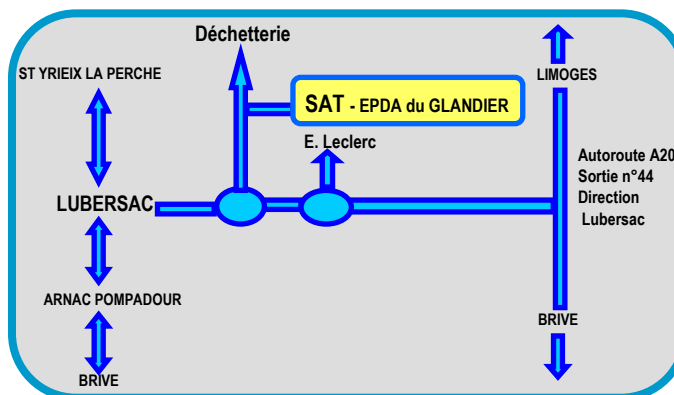 Déchetterie
ST YRIEIX LA PERCHE
LIMOGES
SAT - EPDA du GLANDIER
E. Leclerc
Autoroute A20
Sortie n°44
Direction
Lubersac
LUBERSAC
ARNAC POMPADOUR
BRIVE
BRIVE